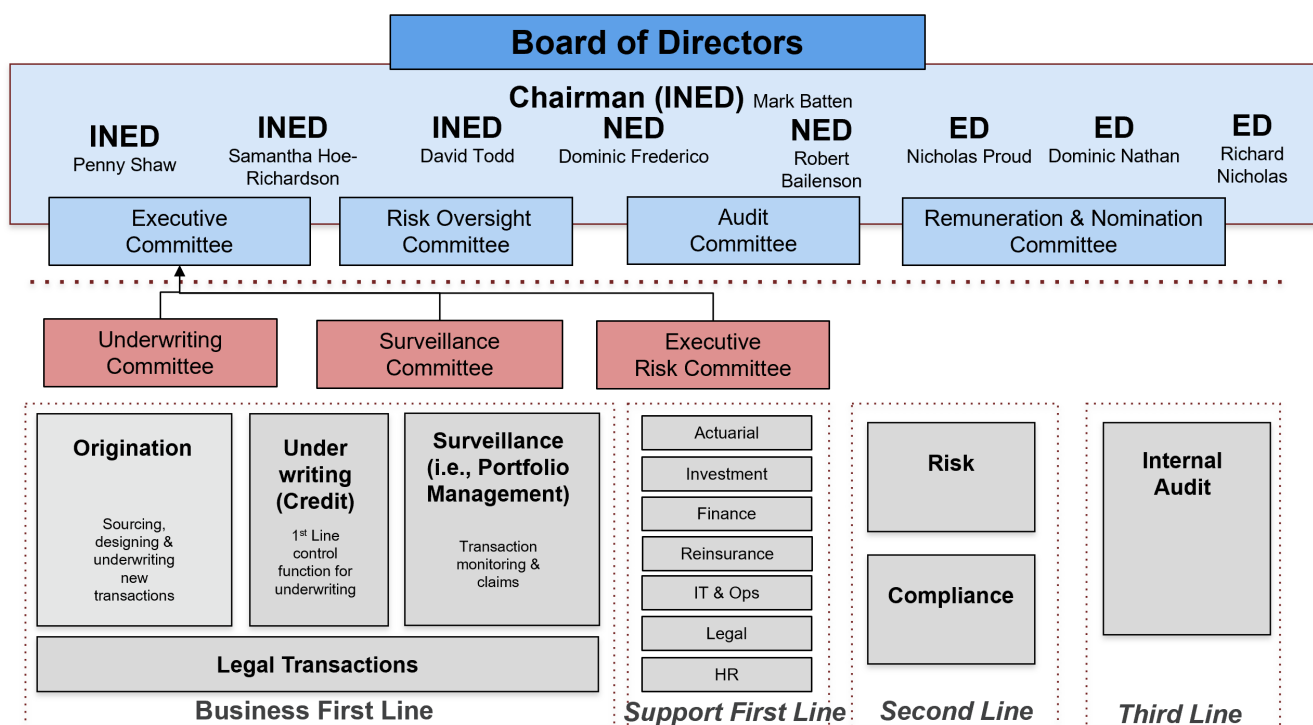 Board of Directors
Chairman (INED) Mark Batten
INED
Penny Shaw
INED
Samantha Hoe-
Richardson
INED
David Todd
NED
Dominic Frederico
NED
Robert
Bailenson
ED
Nicholas Proud
ED
Dominic Nathan
ED
Richard
Nicholas
Executive
Committee
Risk Oversight
Committee
Audit
Committee
Remuneration & Nomination
Committee
Underwriting
Committee
Surveillance
Committee
Executive
Risk Committee
Origination
Sourcing,
designing &
underwriting
new
transactions
Under
writing
(Credit)
1st Line
control
function for
underwriting
Surveillance
(i.e., Portfolio
Management)
Transaction
monitoring &
claims
Legal Transactions
Business First Line
Actuarial
Investment
Finance
Reinsurance
IT & Ops
Legal
HR
Support First Line
Risk
Compliance
Second Line
Internal
Audit
Third Line